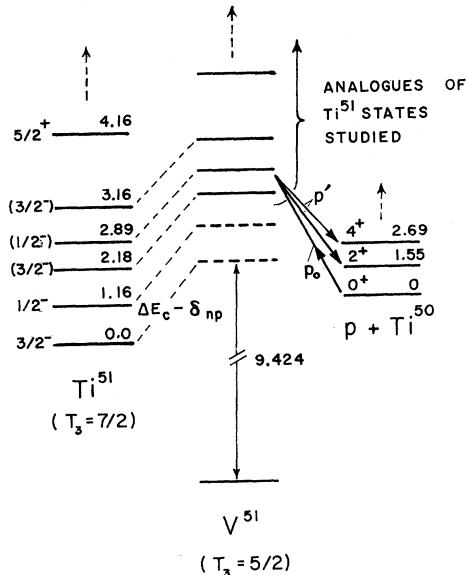 ANALOGUES OF
Ti⁵¹ STATES
STUDIED
5/2⁺ 4.16
(3/2⁻) 3.16
(1/2⁻) 2.89
(3/2⁻) 2.18
1/2⁻ 1.16
3/2⁻ 0.0
Ti⁵¹
(T₃=7/2)
ΔE_c − δ_np
9.424
V⁵¹
(T₃=5/2)
p′
p₀
4⁺ 2.69
2⁺ 1.55
0⁺ 0
p + Ti⁵⁰